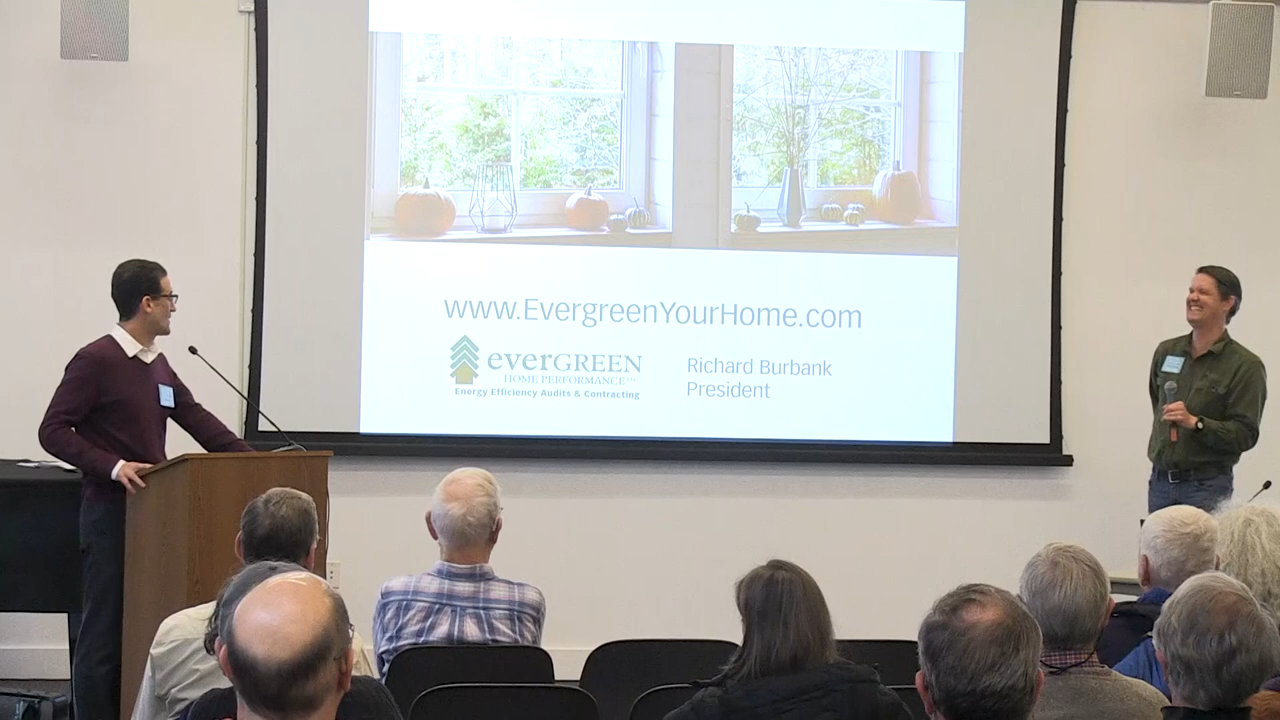 www.EvergreenYourHome.com
everGREEN
HOME PERFORMANCE
Energy Efficiency Audits & Contracting
Richard Burbank
President